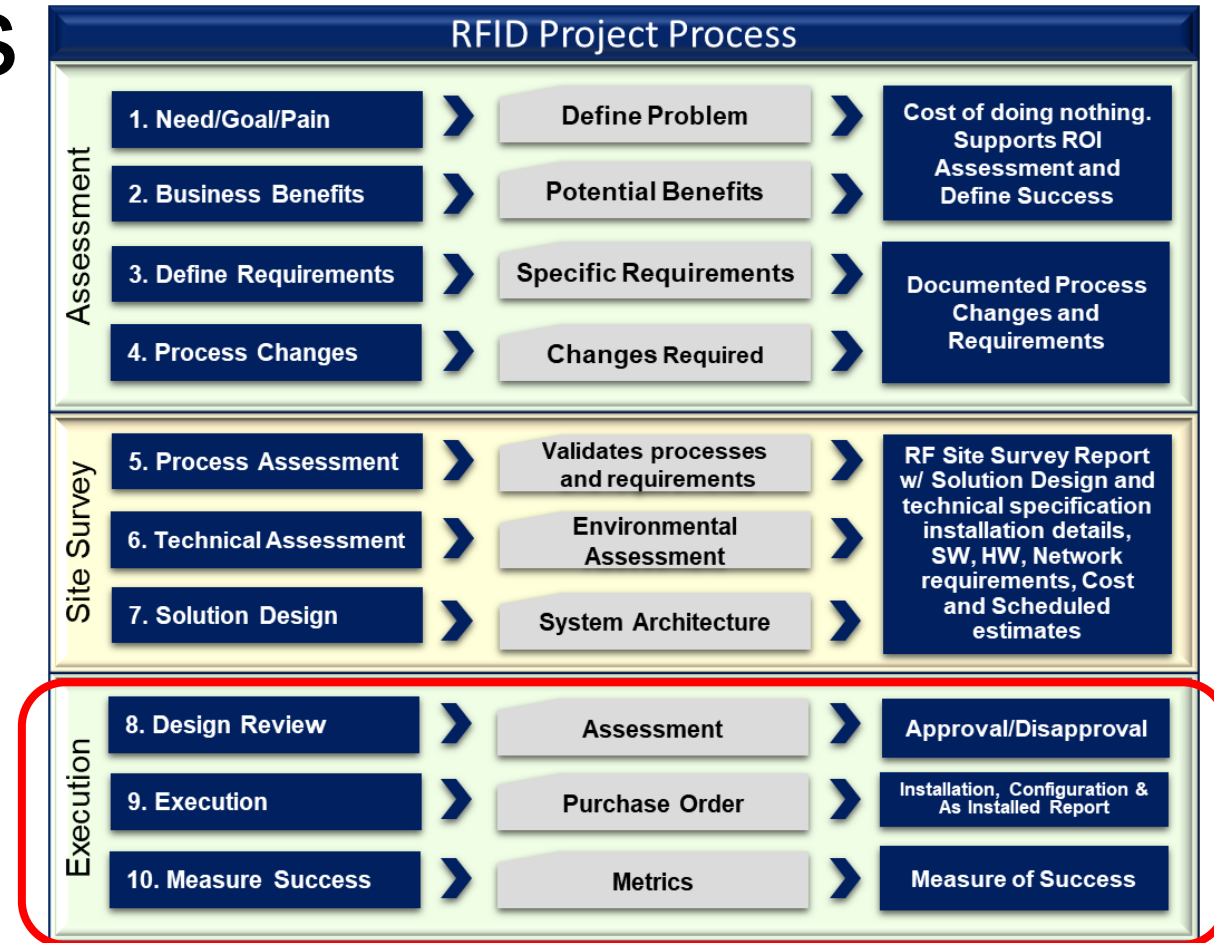 S
RFID Project Process
Assessment
1. Need/Goal/Pain
Define Problem
Cost of doing nothing.
Supports ROI
Assessment and
Define Success
2. Business Benefits
Potential Benefits
3. Define Requirements
Specific Requirements
Documented Process
Changes and
Requirements
4. Process Changes
Changes Required
Site Survey
5. Process Assessment
Validates processes
and requirements
RF Site Survey Report
w/ Solution Design and
technical specification
installation details,
SW, HW, Network
requirements, Cost
and Scheduled
estimates
6. Technical Assessment
Environmental
Assessment
7. Solution Design
System Architecture
Execution
8. Design Review
Assessment
Approval/Disapproval
9. Execution
Purchase Order
Installation, Configuration &
As Installed Report
10. Measure Success
Metrics
Measure of Success